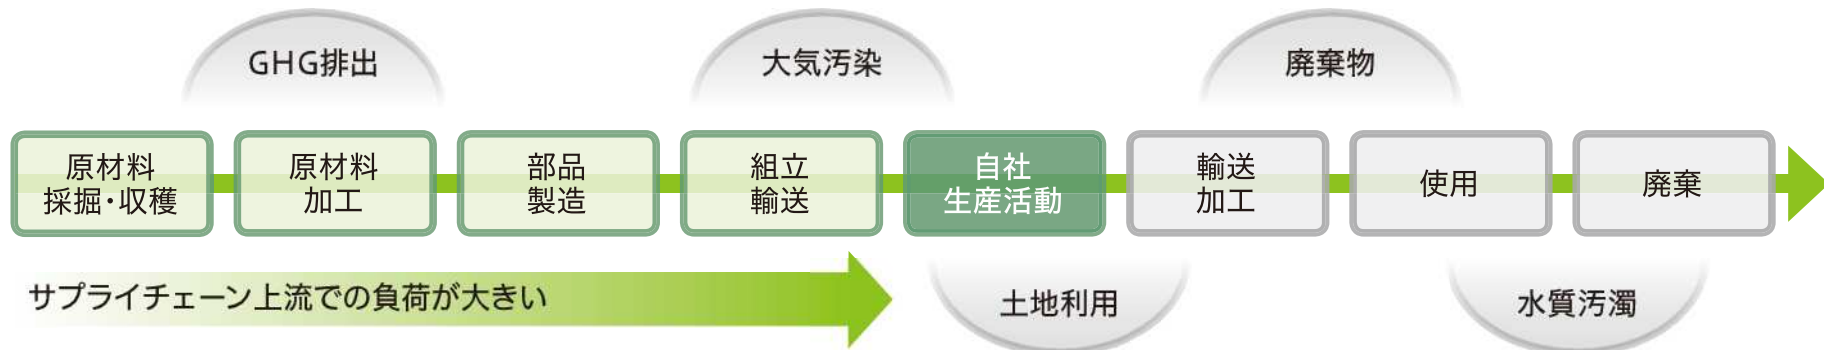 GHG排出
大気汚染
廃棄物
原材料
採掘・収穫
原材料
加工
部品
製造
組立
輸送
自社
生産活動
輸送
加工
使用
廃棄
サプライチェーン上流での負荷が大きい
土地利用
水質汚濁